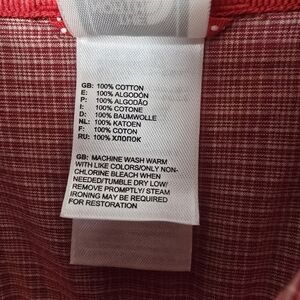 GB: 100% COTTON
E: 100% ALGODÓN
P: 100% ALGODÃO
I: 100% COTONE
D: 100% BAUMWOLLE
NL: 100% KATOEN
F: 100% COTON
RU: 100% ХЛОПОК
GB: MACHINE WASH WARM
WITH LIKE COLORS/ONLY NON-
CHLORINE BLEACH WHEN
NEEDED/TUMBLE DRY LOW/
REMOVE PROMPTLY/ STEAM
IRONING MAY BE REQUIRED
FOR RESTORATION